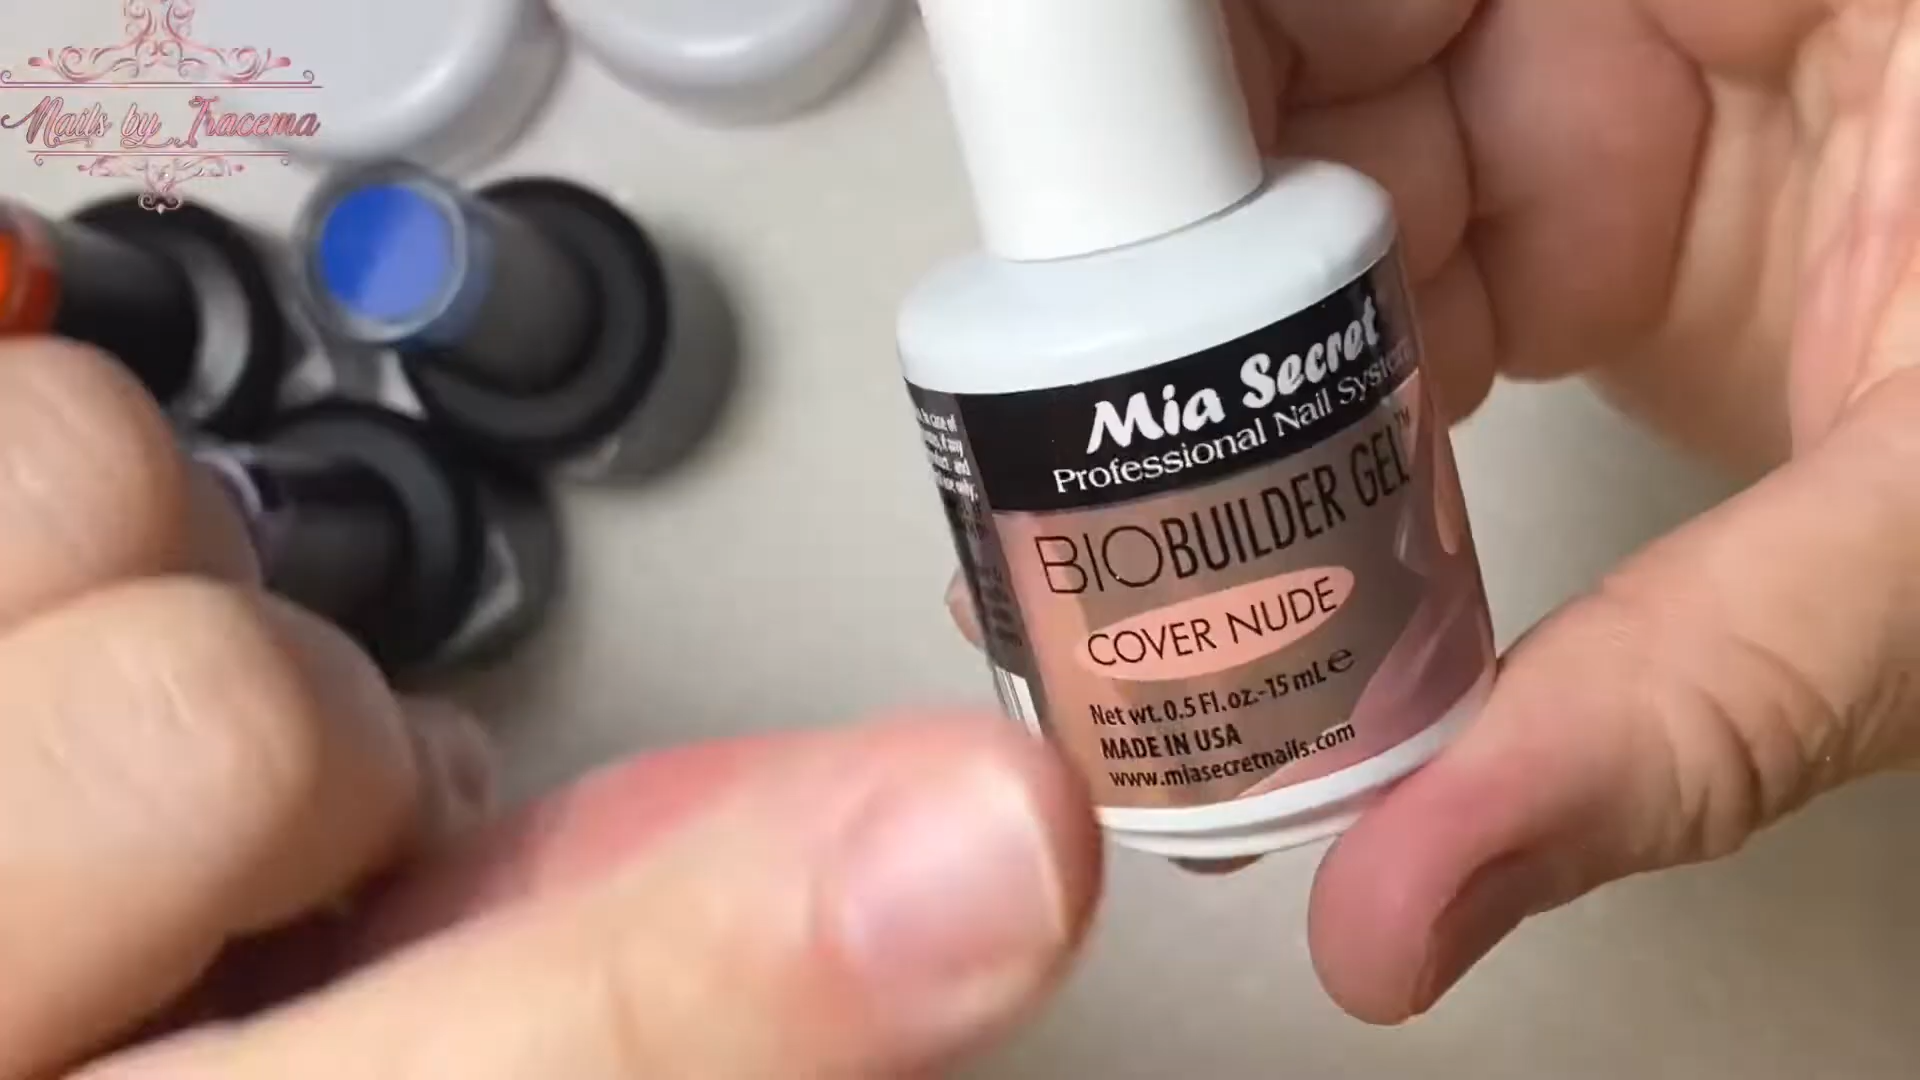 Nails by Iracema
Mia Secret
Professional Nail System
BIOBUILDER GEL™
COVER NUDE
Net wt. 0.5 Fl. oz.-15 mL e
MADE IN USA
www.miasecretnails.com